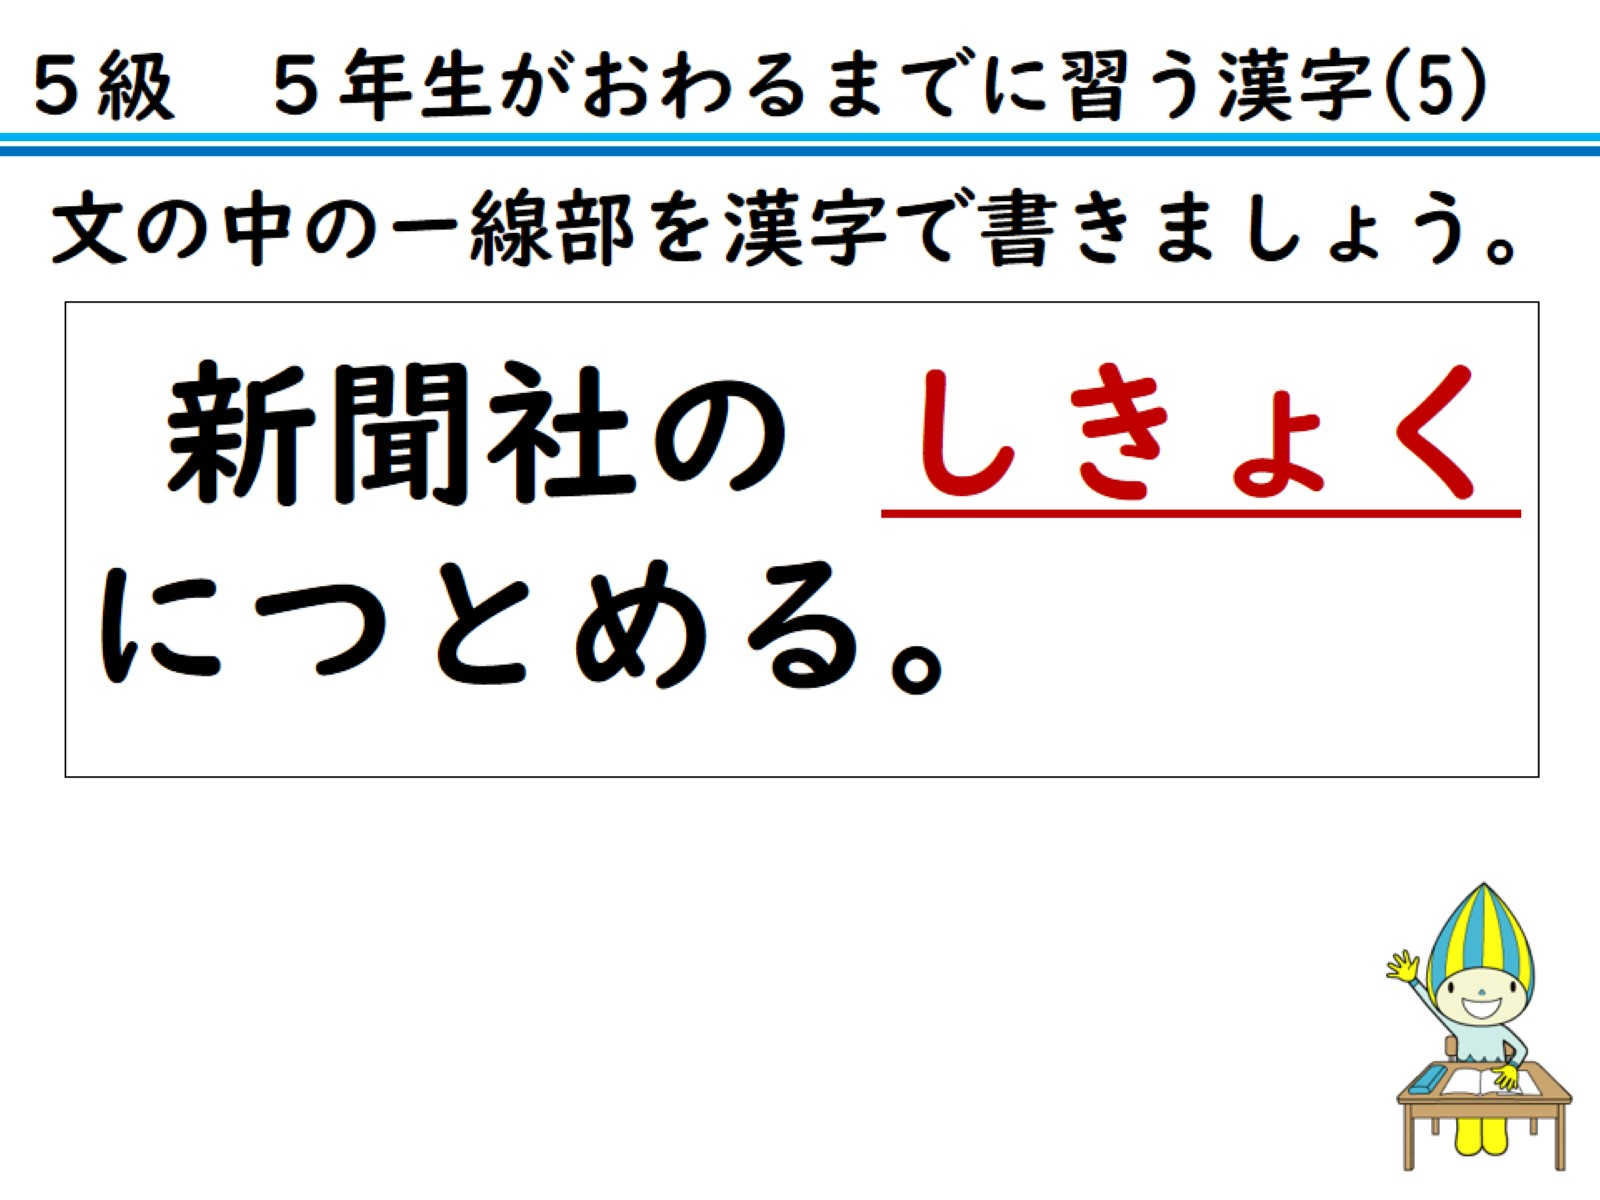 ５級　５年生がおわるまでに習う漢字(5)
文の中の一線部を漢字で書きましょう。
新聞社の しきょく
につとめる。